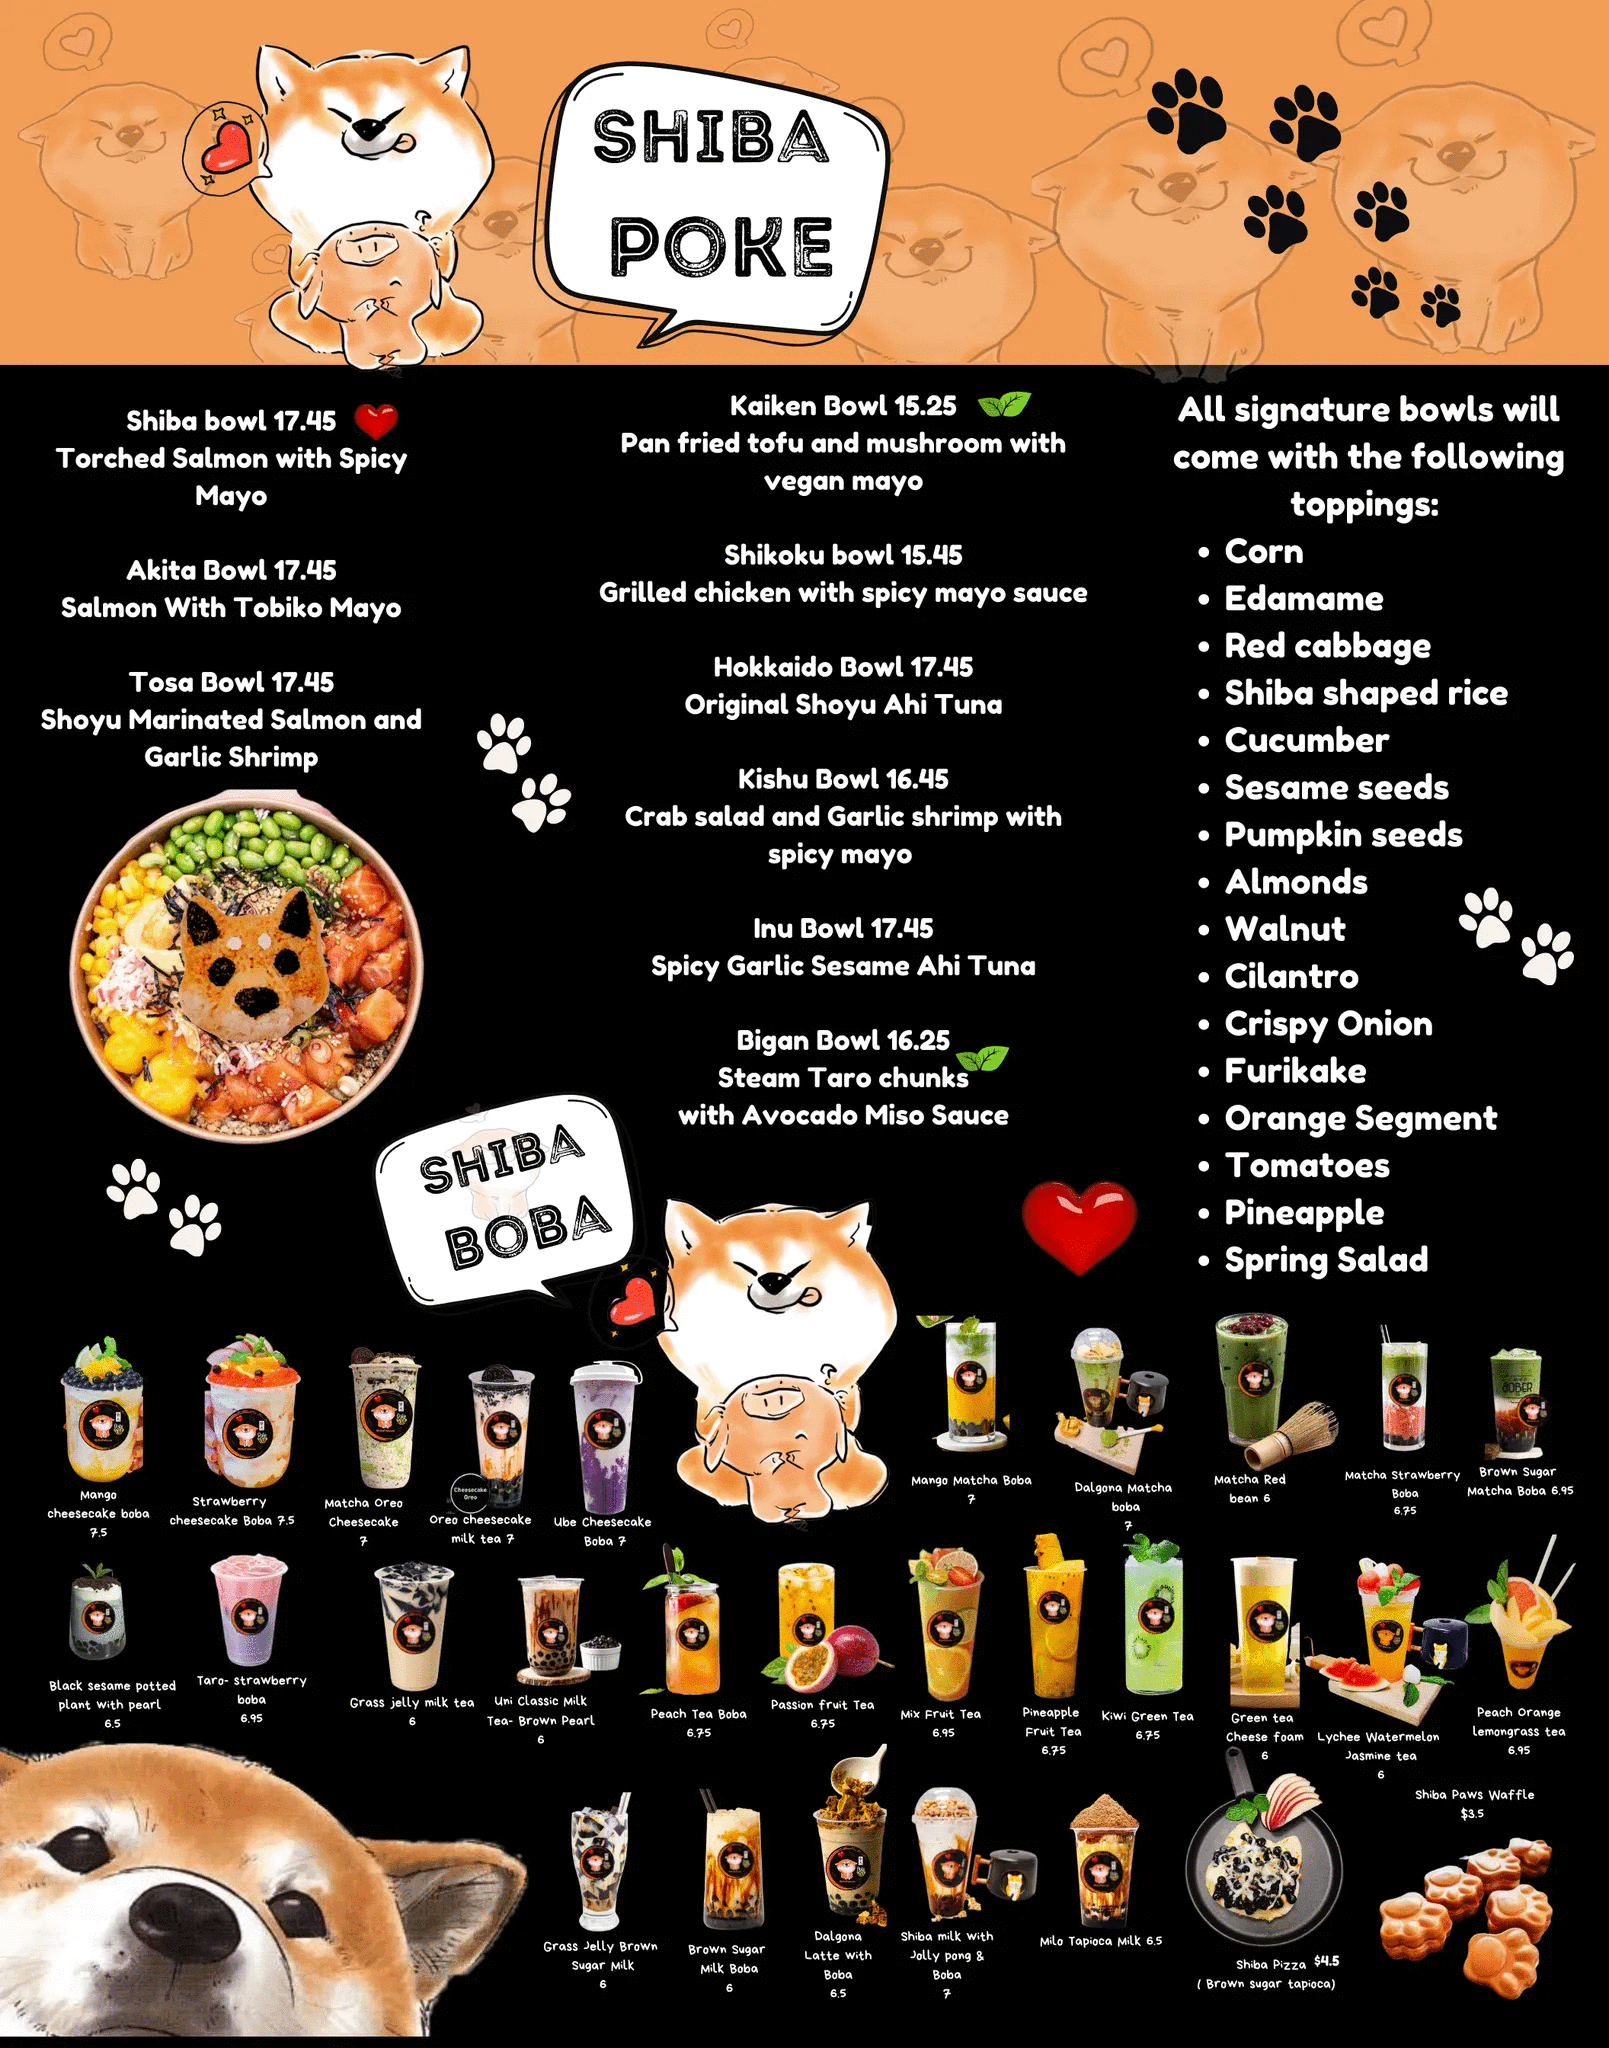 SHIBA
POKE
Shiba bowl 17.45
Torched Salmon with Spicy
Mayo
Akita Bowl 17.45
Salmon With Tobiko Mayo
Tosa Bowl 17.45
Shoyu Marinated Salmon and
Garlic Shrimp
Kaiken Bowl 15.25
Pan fried tofu and mushroom with
vegan mayo
Shikoku bowl 15.45
Grilled chicken with spicy mayo sauce
Hokkaido Bowl 17.45
Original Shoyu Ahi Tuna
Kishu Bowl 16.45
Crab salad and Garlic shrimp with
spicy mayo
Inu Bowl 17.45
Spicy Garlic Sesame Ahi Tuna
Bigan Bowl 16.25
Steam Taro chunks
with Avocado Miso Sauce
All signature bowls will
come with the following
toppings:
• Corn
• Edamame
• Red cabbage
• Shiba shaped rice
• Cucumber
• Sesame seeds
• Pumpkin seeds
• Almonds
• Walnut
• Cilantro
• Crispy Onion
• Furikake
• Orange Segment
• Tomatoes
• Pineapple
• Spring Salad
SHIBA
BOBA
Mango
cheesecake boba
7.5
Strawberry
cheesecake Boba 7.5
Matcha Oreo
Cheesecake
7
Cheesecake
Oreo
Oreo cheesecake
milk tea 7
Ube Cheesecake
Boba 7
Mango Matcha Boba
7
Dalgona Matcha
boba
7
Matcha Red
bean 6
Matcha Strawberry
Boba
6.75
Brown Sugar
Matcha Boba 6.95
Black sesame potted
plant with pearl
6.5
Taro- strawberry
boba
6.95
Grass jelly milk tea
6
Uni Classic Milk
Tea- Brown Pearl
6
Peach Tea Boba
6.75
Passion fruit Tea
6.75
Mix Fruit Tea
6.95
Pineapple
Fruit Tea
6.75
Kiwi Green Tea
6.75
Green tea
Cheese foam
6
Lychee Watermelon
Jasmine tea
6
Peach Orange
lemongrass tea
6.95
Grass Jelly Brown
Sugar Milk
6
Brown Sugar
Milk Boba
6
Dalgona
Latte with
Boba
6.5
Shiba milk with
Jolly pong &
Boba
7
Milo Tapioca Milk 6.5
Shiba Pizza $4.5
( Brown sugar tapioca)
Shiba Paws Waffle
$3.5